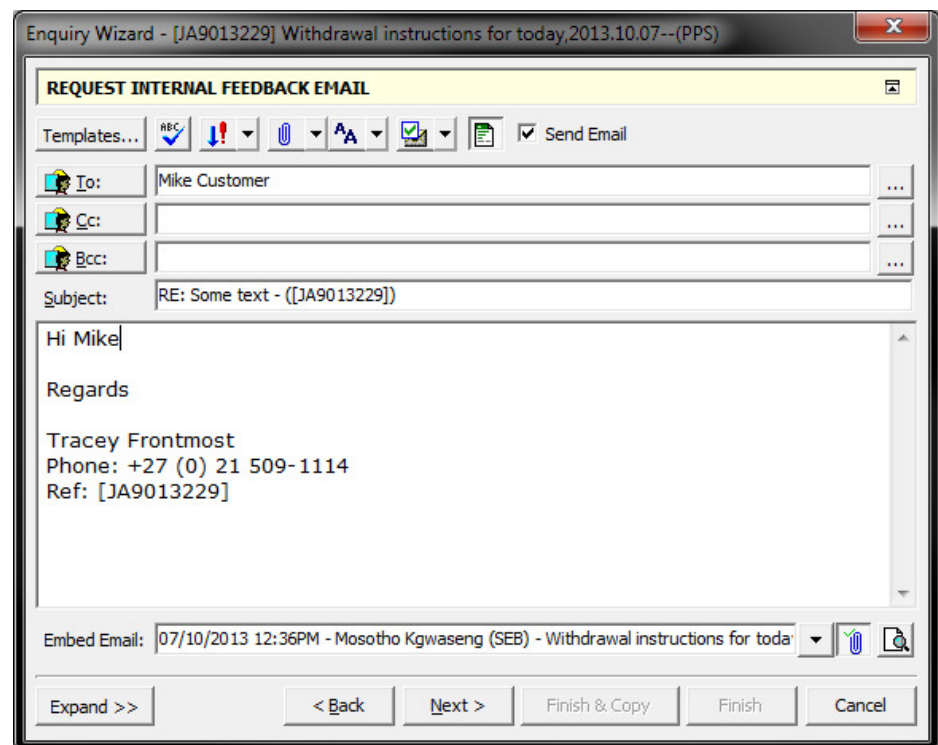 Enquiry Wizard - [JA9013229] Withdrawal instructions for today,2013.10.07--(PPS)
REQUEST INTERNAL FEEDBACK EMAIL
Templates... ABC AA Send Email
To: Mike Customer ...
Cc: ...
Bcc: ...
Subject: RE: Some text - ([JA9013229])
Hi Mike
Regards
Tracey Frontmost
Phone: +27 (0) 21 509-1114
Ref: [JA9013229]
Embed Email: 07/10/2013 12:36PM - Mosotho Kgwaseng (SEB) - Withdrawal instructions for toda
Expand >> < Back Next > Finish & Copy Finish Cancel